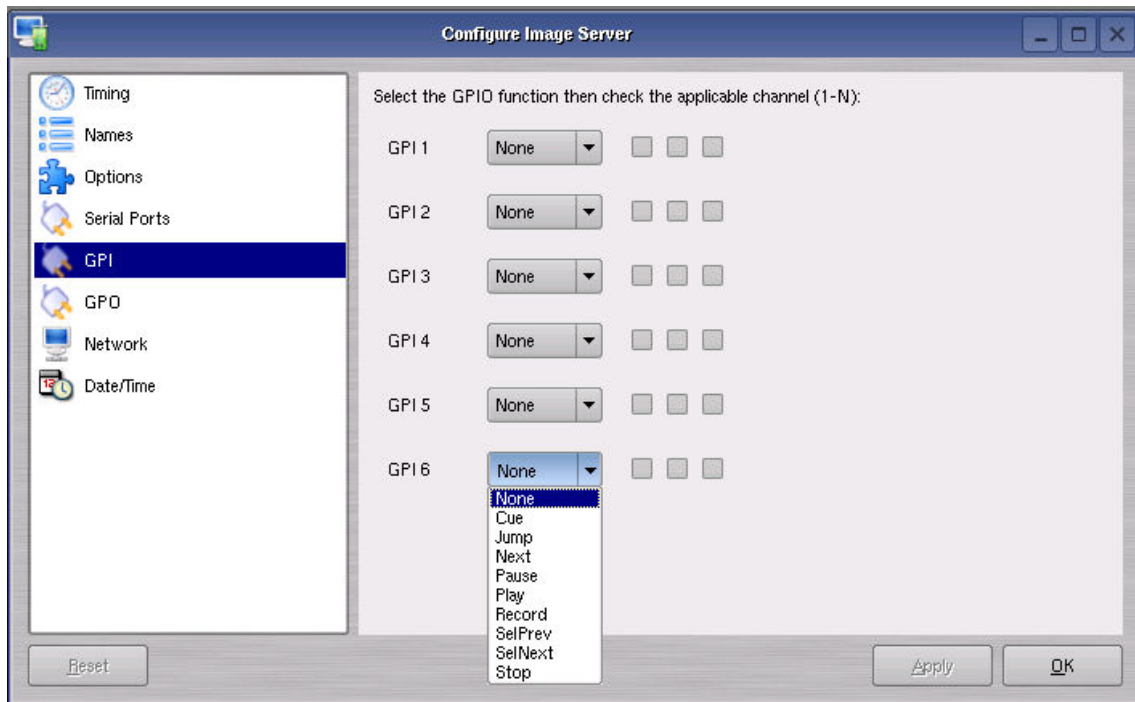 Configure Image Server
Timing
Names
Options
Serial Ports
GPI
GPO
Network
12
Date/Time
Select the GPIO function then check the applicable channel (1-N):
GPI 1 None
GPI 2 None
GPI 3 None
GPI 4 None
GPI 5 None
GPI 6 None
None
Cue
Jump
Next
Pause
Play
Record
SelPrev
SelNext
Stop
Reset
Apply
OK